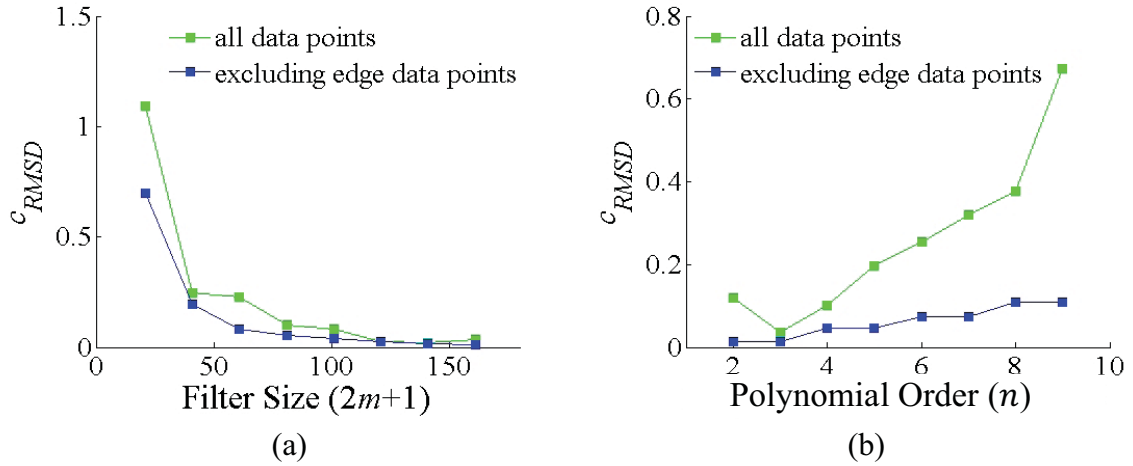 1.5
all data points
excluding edge data points
1
0.5
0
c_RMSD
0
50
100
150
Filter Size (2m+1)
(a)
0.8
all data points
excluding edge data points
0.6
0.4
0.2
0
c_RMSD
2
4
6
8
10
Polynomial Order (n)
(b)